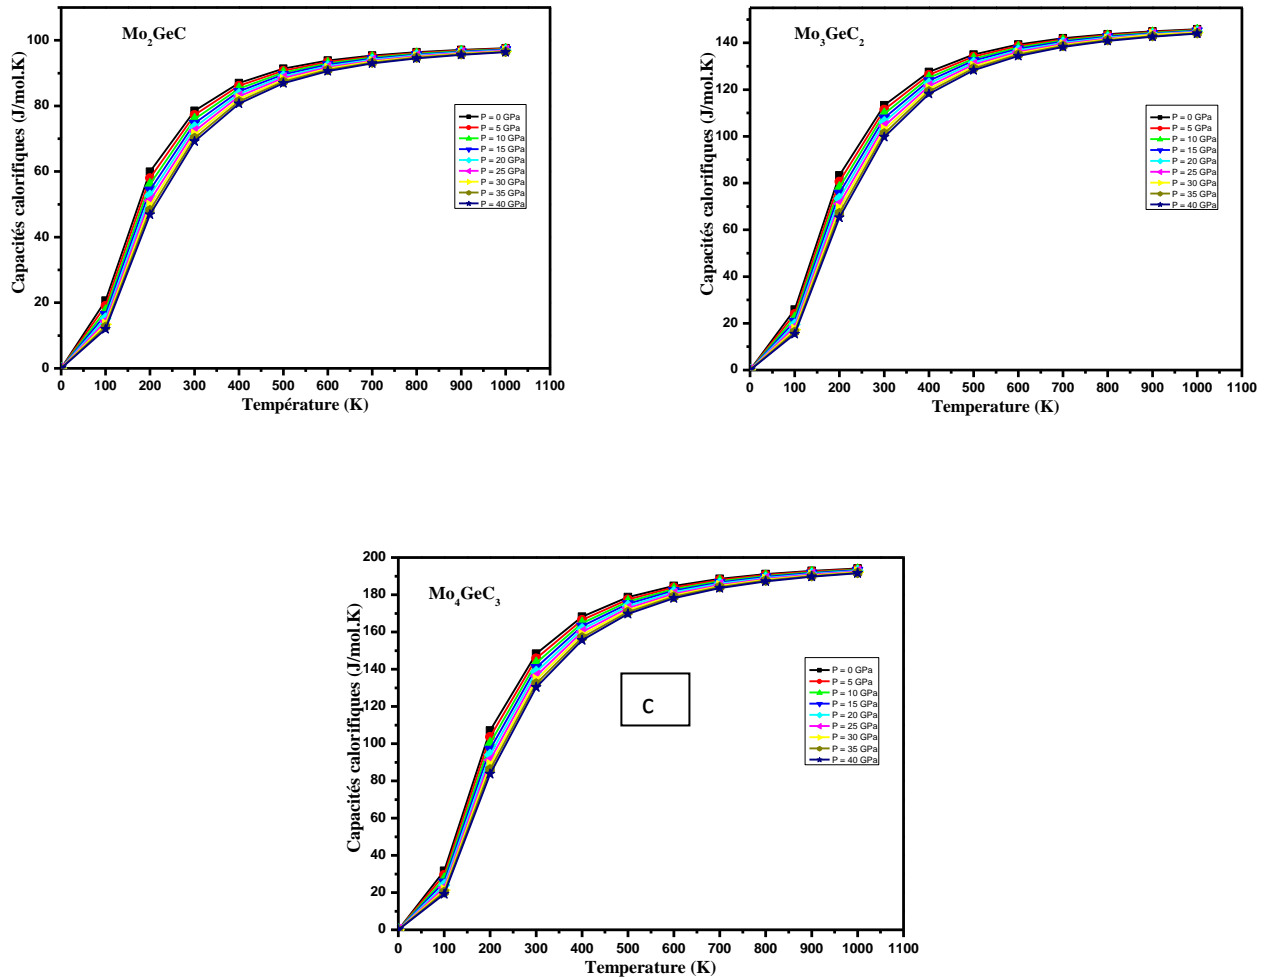 Mo2GeC
Capacités calorifiques (J/mol.K)
100
80
60
40
20
0
0 100 200 300 400 500 600 700 800 900 1000 1100
Température (K)
P = 0 GPa
P = 5 GPa
P = 10 GPa
P = 15 GPa
P = 20 GPa
P = 25 GPa
P = 30 GPa
P = 35 GPa
P = 40 GPa
Mo3GeC2
Capacités calorifiques (J/mol.K)
140
120
100
80
60
40
20
0
0 100 200 300 400 500 600 700 800 900 1000 1100
Temperature (K)
P = 0 GPa
P = 5 GPa
P = 10 GPa
P = 15 GPa
P = 20 GPa
P = 25 GPa
P = 30 GPa
P = 35 GPa
P = 40 GPa
Mo4GeC3
Capacités calorifiques (J/mol.K)
200
180
160
140
120
100
80
60
40
20
0
0 100 200 300 400 500 600 700 800 900 1000 1100
Temperature (K)
C
P = 0 GPa
P = 5 GPa
P = 10 GPa
P = 15 GPa
P = 20 GPa
P = 25 GPa
P = 30 GPa
P = 35 GPa
P = 40 GPa